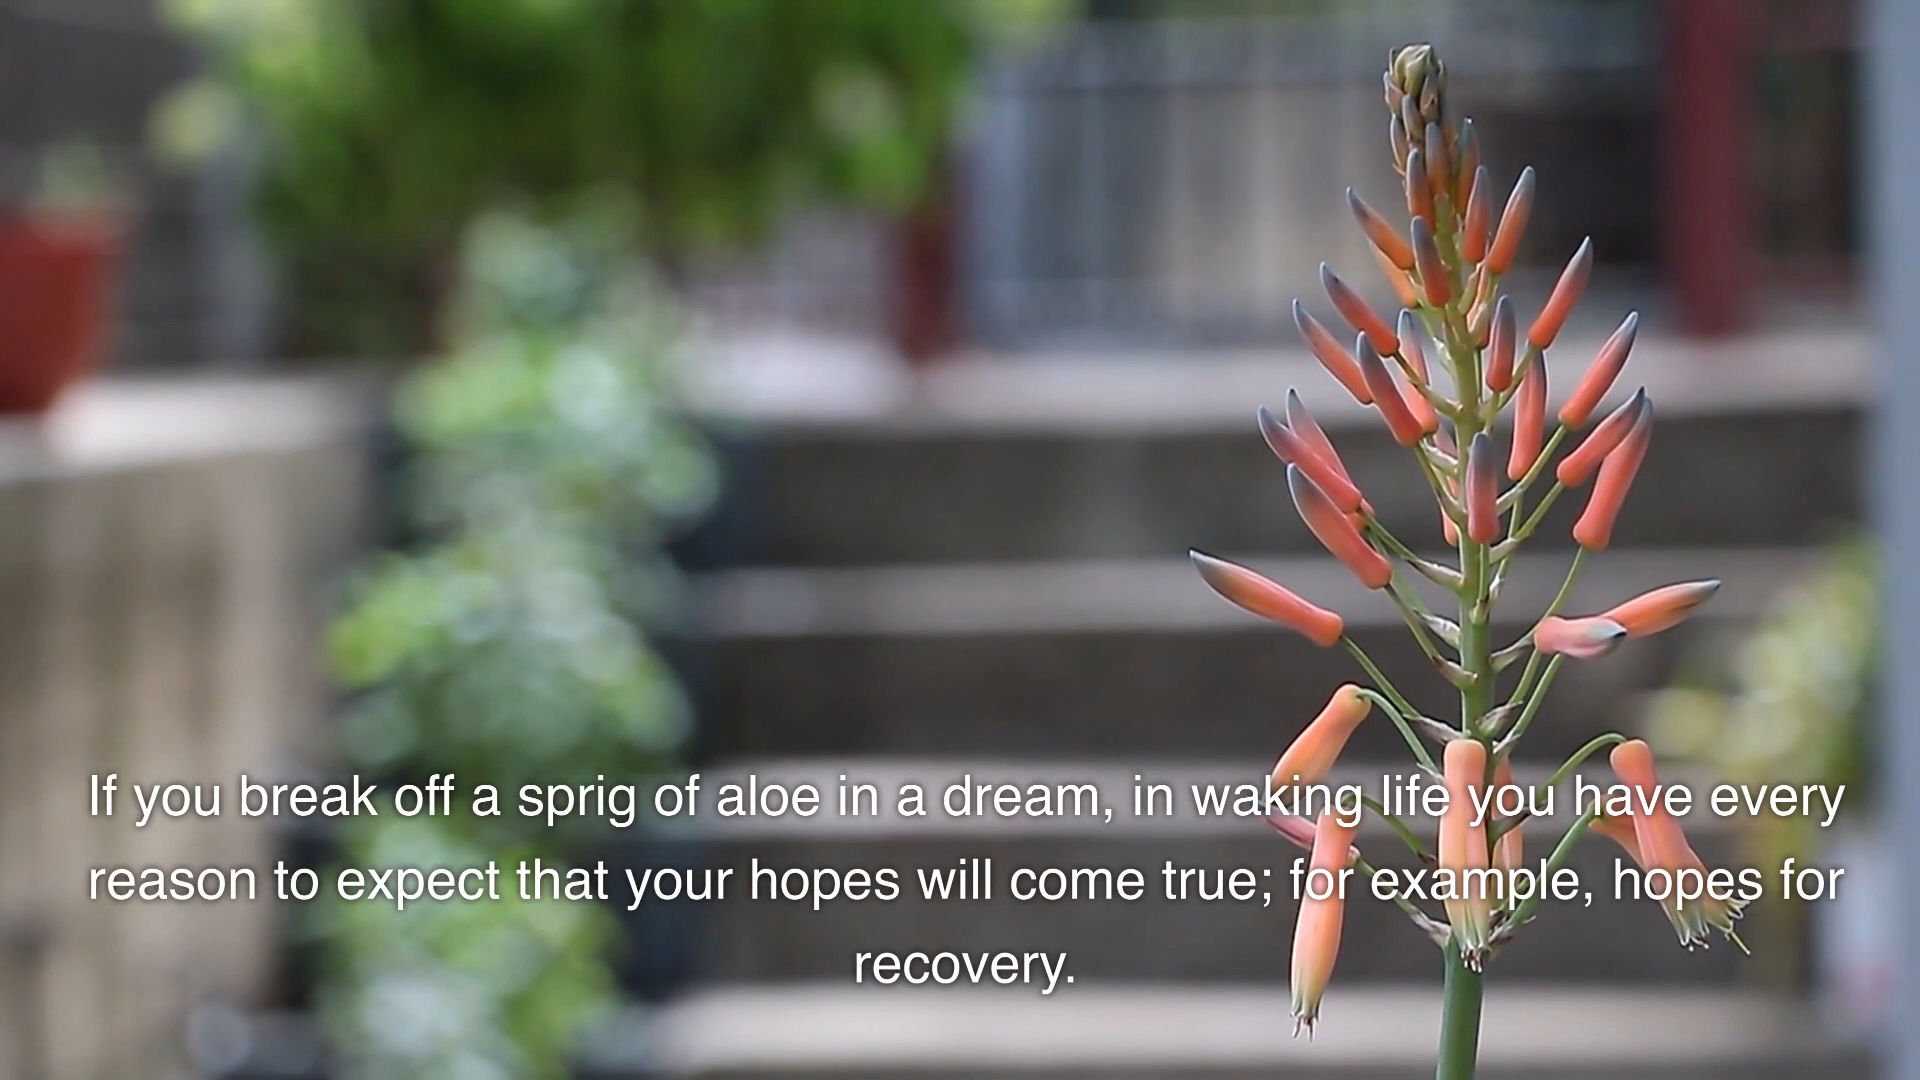 If you break off a sprig of aloe in a dream, in waking life you have every
reason to expect that your hopes will come true; for example, hopes for
recovery.